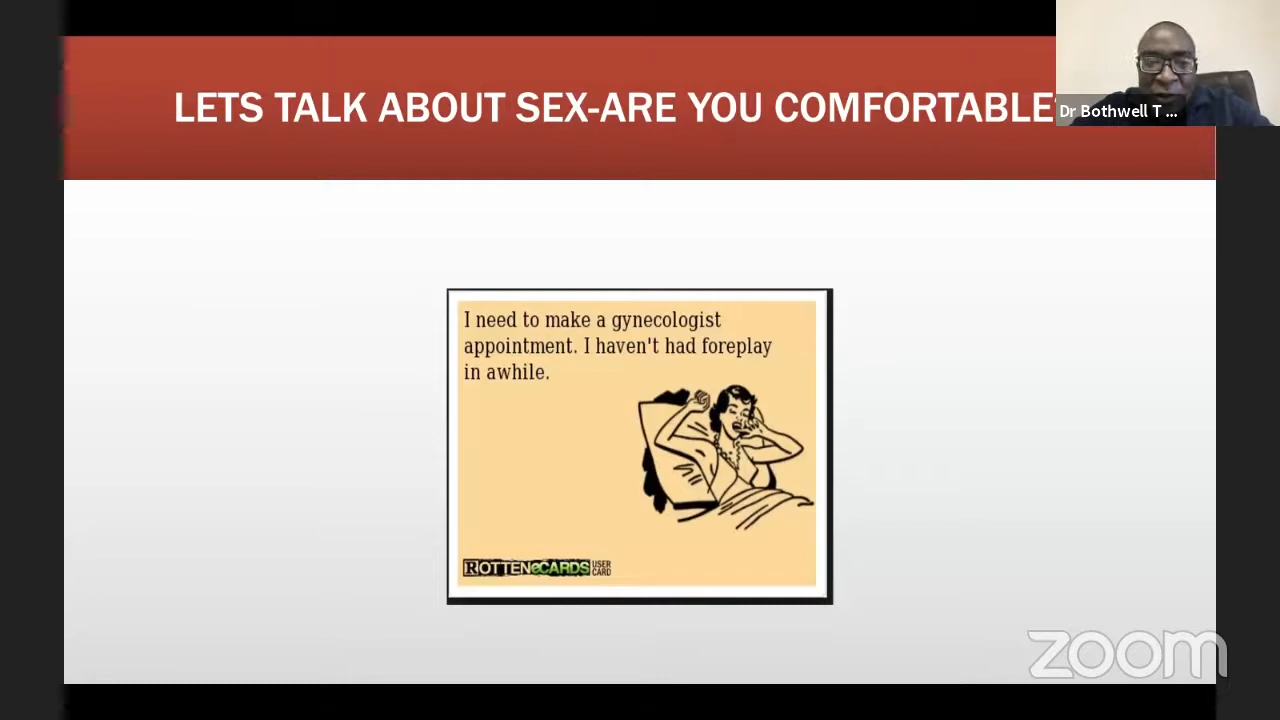 LETS TALK ABOUT SEX-ARE YOU COMFORTABLE
Dr Bothwell T ...
I need to make a gynecologist
appointment. I haven't had foreplay
in awhile.
ROTTENeCARDS USER CARD
zoom